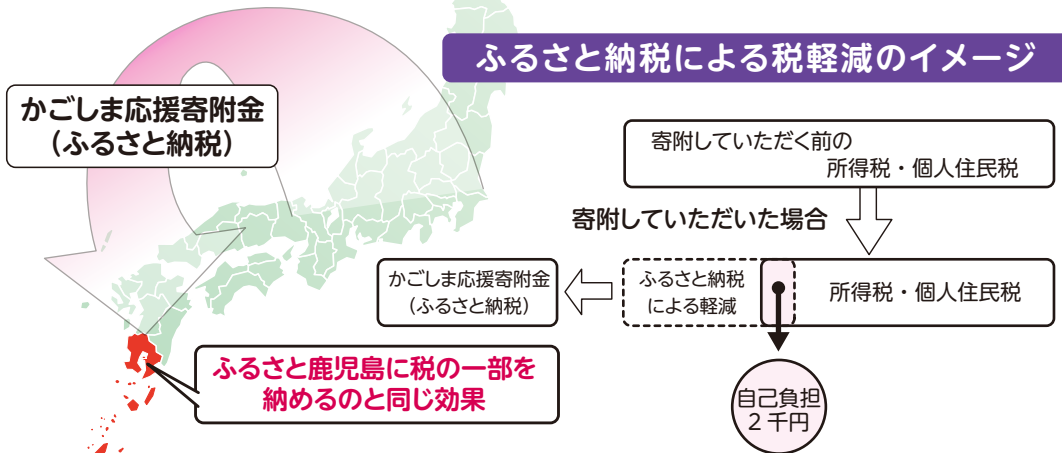 ふるさと納税による税軽減のイメージ
かごしま応援寄附金
（ふるさと納税）
寄附していただく前の
所得税・個人住民税
寄附していただいた場合
かごしま応援寄附金
（ふるさと納税）
ふるさと納税
による軽減
所得税・個人住民税
ふるさと鹿児島に税の一部を
納めるのと同じ効果
自己負担
2千円